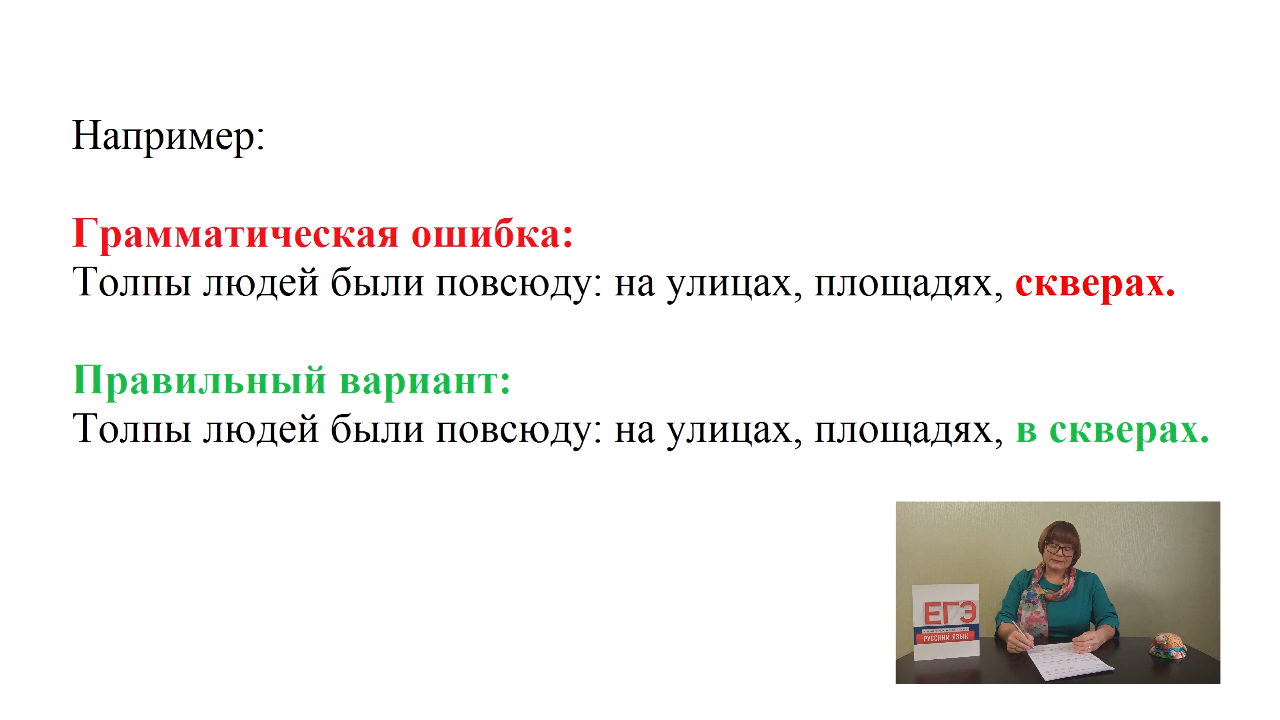 Например:
Грамматическая ошибка:
Толпы людей были повсюду: на улицах, площадях, скверах.
Правильный вариант:
Толпы людей были повсюду: на улицах, площадях, в скверах.
ЕГЭ
РУССКИЙ ЯЗЫК